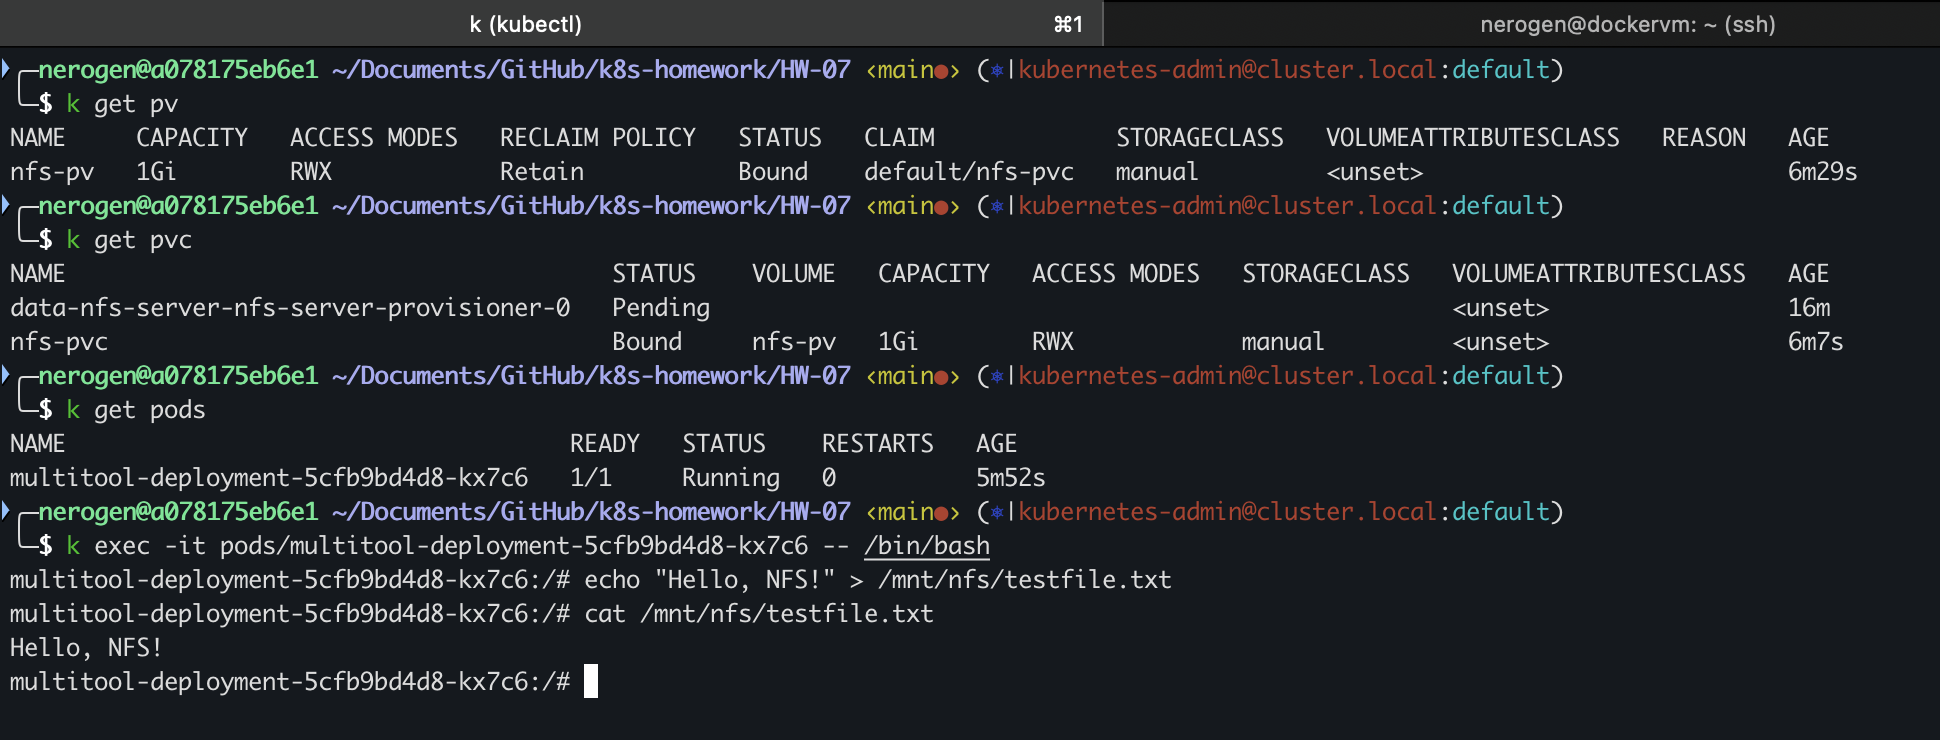 k (kubectl) ⌘1 nerogen@dockervm: ~ (ssh)
╭─nerogen@a078175eb6e1 ~/Documents/GitHub/k8s-homework/HW-07 ‹main●› (⎈|kubernetes-admin@cluster.local:default)
╰─$ k get pv
NAME CAPACITY ACCESS MODES RECLAIM POLICY STATUS CLAIM STORAGECLASS VOLUMEATTRIBUTESCLASS REASON AGE
nfs-pv 1Gi RWX Retain Bound default/nfs-pvc manual <unset> 6m29s
╭─nerogen@a078175eb6e1 ~/Documents/GitHub/k8s-homework/HW-07 ‹main●› (⎈|kubernetes-admin@cluster.local:default)
╰─$ k get pvc
NAME STATUS VOLUME CAPACITY ACCESS MODES STORAGECLASS VOLUMEATTRIBUTESCLASS AGE
data-nfs-server-nfs-server-provisioner-0 Pending <unset> 16m
nfs-pvc Bound nfs-pv 1Gi RWX manual <unset> 6m7s
╭─nerogen@a078175eb6e1 ~/Documents/GitHub/k8s-homework/HW-07 ‹main●› (⎈|kubernetes-admin@cluster.local:default)
╰─$ k get pods
NAME READY STATUS RESTARTS AGE
multitool-deployment-5cfb9bd4d8-kx7c6 1/1 Running 0 5m52s
╭─nerogen@a078175eb6e1 ~/Documents/GitHub/k8s-homework/HW-07 ‹main●› (⎈|kubernetes-admin@cluster.local:default)
╰─$ k exec -it pods/multitool-deployment-5cfb9bd4d8-kx7c6 -- /bin/bash
multitool-deployment-5cfb9bd4d8-kx7c6:/# echo "Hello, NFS!" > /mnt/nfs/testfile.txt
multitool-deployment-5cfb9bd4d8-kx7c6:/# cat /mnt/nfs/testfile.txt
Hello, NFS!
multitool-deployment-5cfb9bd4d8-kx7c6:/#